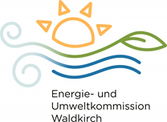 Energie- und
Umweltkommission
Waldkirch